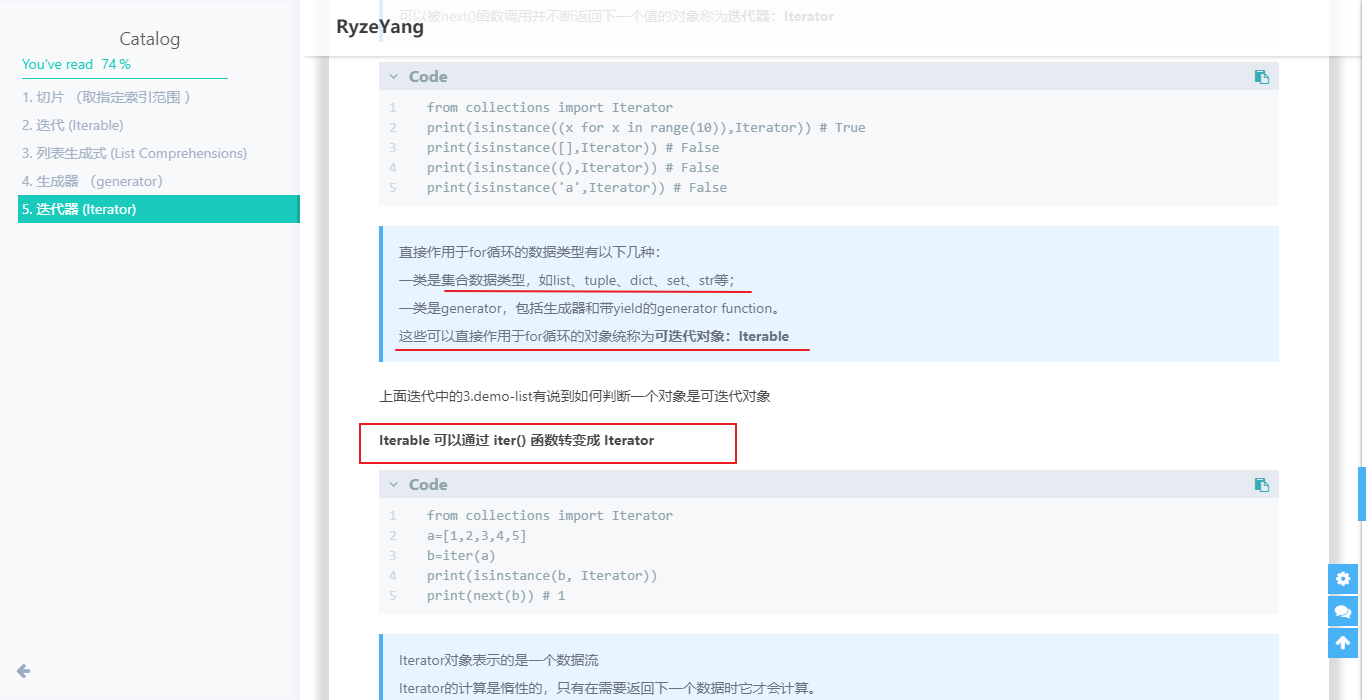 Catalog
You've read 74 %
1. 切片 （取指定索引范围 ）
2. 迭代 (Iterable)
3. 列表生成式 (List Comprehensions)
4. 生成器 （generator）
5. 迭代器 (Iterator)
可以被next()函数调用并不断返回下一个值的对象称为迭代器：Iterator
RyzeYang
Code
1 from collections import Iterator
2 print(isinstance((x for x in range(10)),Iterator)) # True
3 print(isinstance([],Iterator)) # False
4 print(isinstance((),Iterator)) # False
5 print(isinstance('a',Iterator)) # False
直接作用于for循环的数据类型有以下几种：
一类是集合数据类型，如list、tuple、dict、set、str等；
一类是generator，包括生成器和带yield的generator function。
这些可以直接作用于for循环的对象统称为可迭代对象：Iterable
上面迭代中的3.demo-list有说到如何判断一个对象是可迭代对象
Iterable 可以通过 iter() 函数转变成 Iterator
Code
1 from collections import Iterator
2 a=[1,2,3,4,5]
3 b=iter(a)
4 print(isinstance(b, Iterator))
5 print(next(b)) # 1
Iterator对象表示的是一个数据流
Iterator的计算是惰性的，只有在需要返回下一个数据时它才会计算。